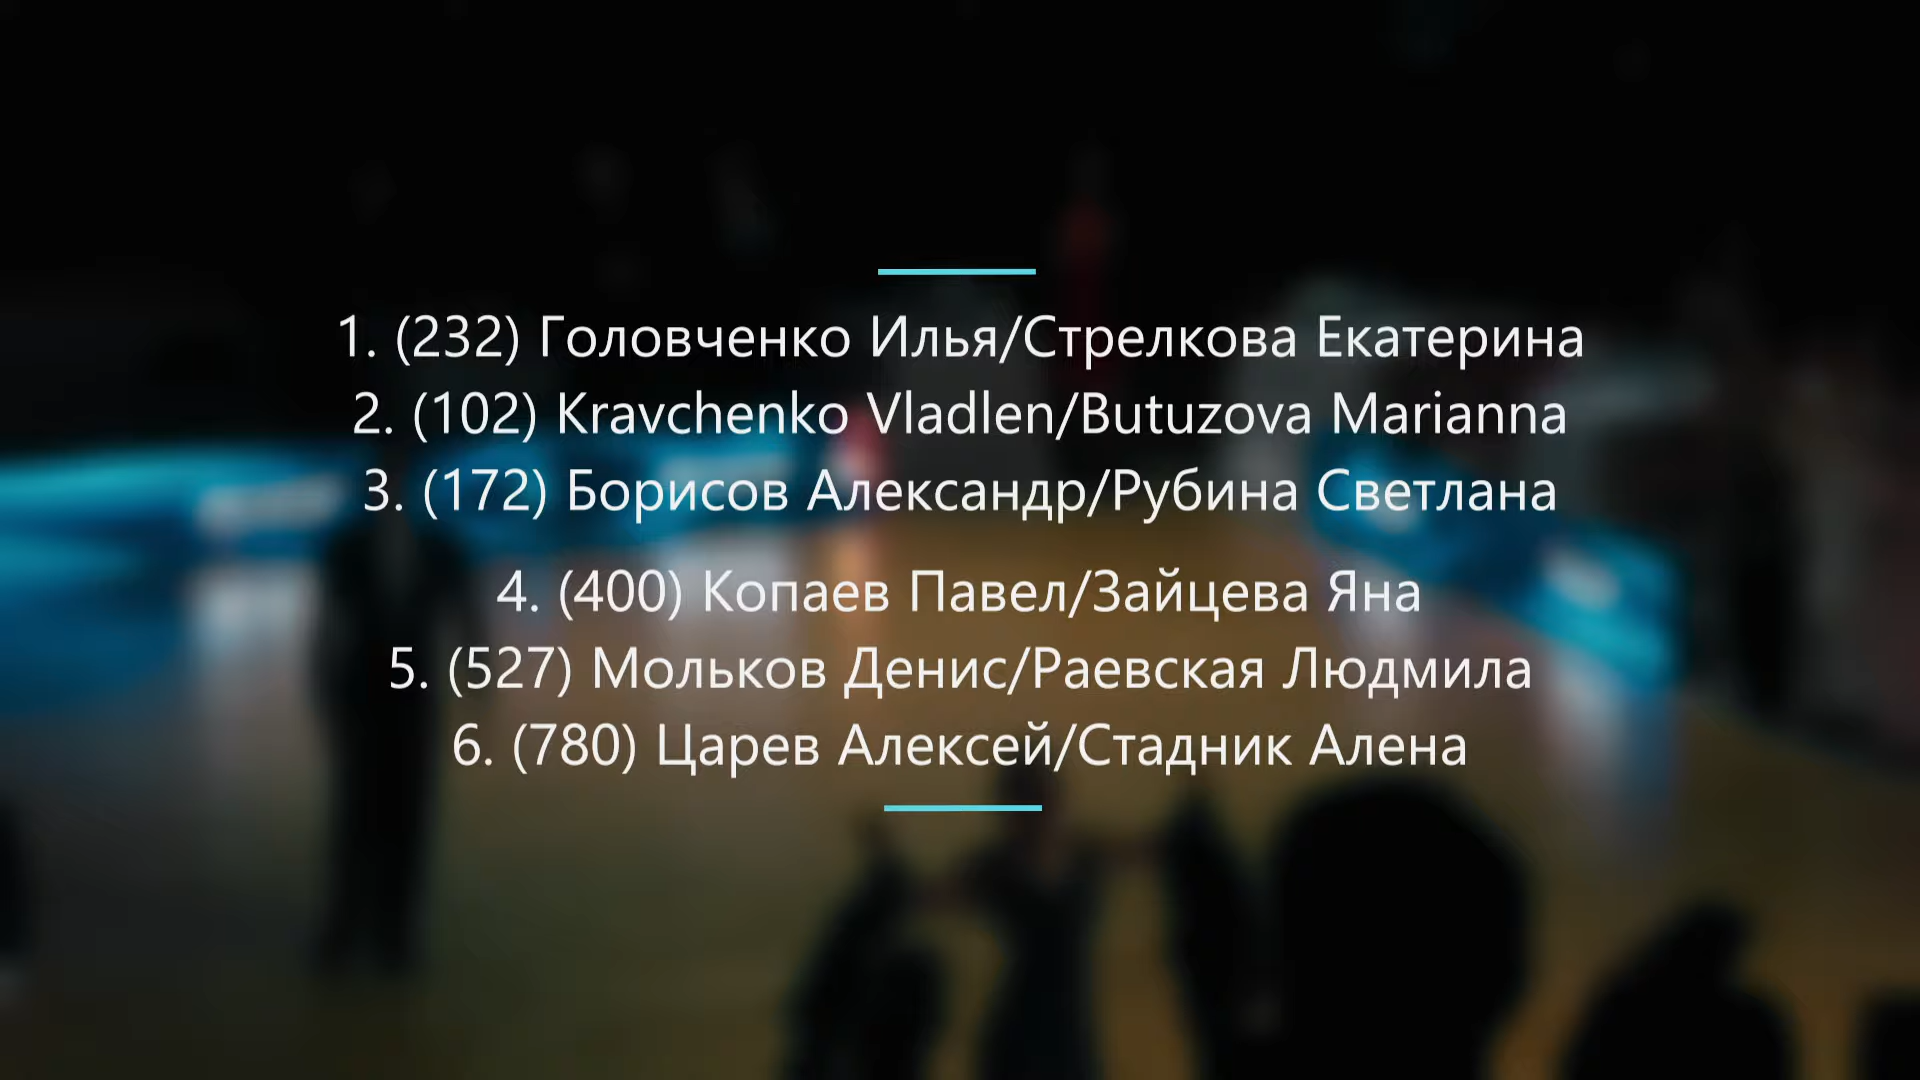 1. (232) Головченко Илья/Стрелкова Екатерина
2. (102) Kravchenko Vladlen/Butuzova Marianna
3. (172) Борисов Александр/Рубина Светлана
4. (400) Копаев Павел/Зайцева Яна
5. (527) Мольков Денис/Раевская Людмила
6. (780) Царев Алексей/Стадник Алена